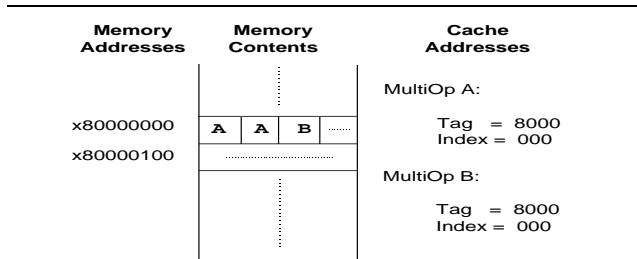 Memory Addresses
Memory Contents
Cache Addresses
MultiOp A:
x80000000
A A B
Tag = 8000
Index = 000
x80000100
MultiOp B:
Tag = 8000
Index = 000